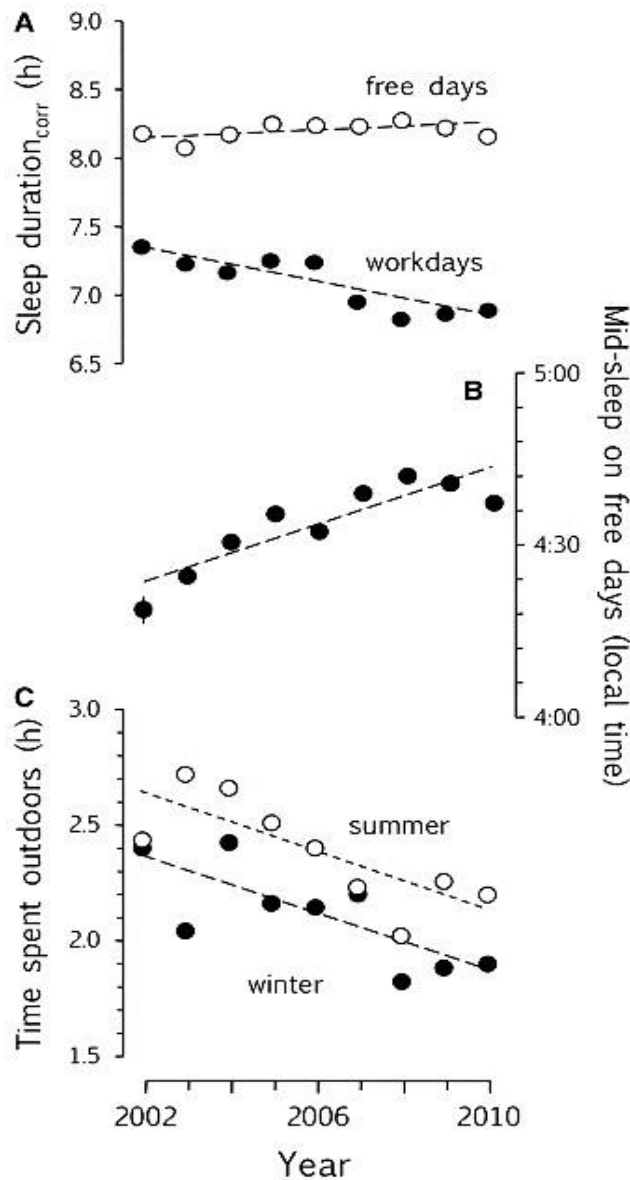 A
Sleep duration_corr (h)
9.0
8.5
8.0
7.5
7.0
6.5
free days
workdays
B
Mid-sleep on free days (local time)
5:00
4:30
4:00
C
Time spent outdoors (h)
3.0
2.5
2.0
1.5
summer
winter
2002
2006
2010
Year